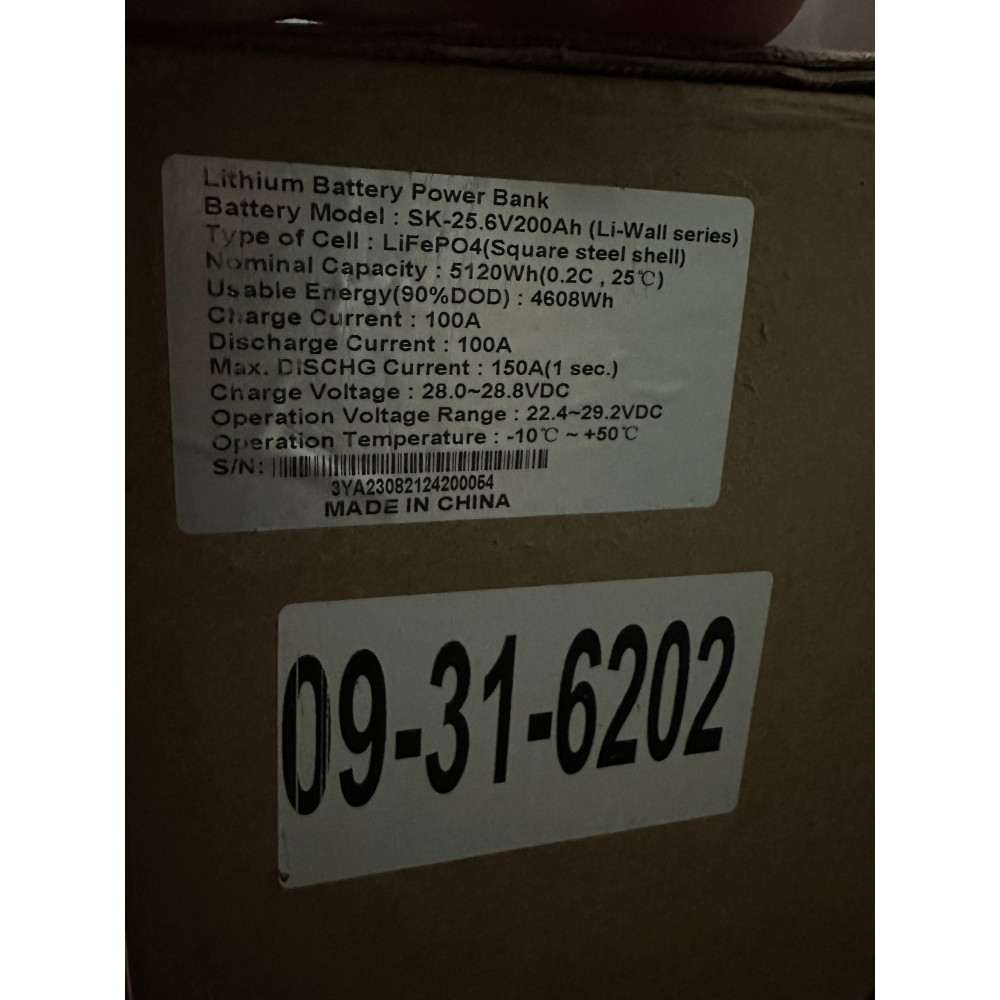 Lithium Battery Power Bank
Battery Model : SK-25.6V200Ah (Li-Wall series)
Type of Cell : LiFePO4(Square steel shell)
Nominal Capacity : 5120Wh(0.2C , 25℃)
Usable Energy(90%DOD) : 4608Wh
Charge Current : 100A
Discharge Current : 100A
Max. DISCHG Current : 150A(1 sec.)
Charge Voltage : 28.0~28.8VDC
Operation Voltage Range : 22.4~29.2VDC
Operation Temperature : -10℃ ~ +50℃
S/N:
3YA23082124200054
MADE IN CHINA
09-31-6202